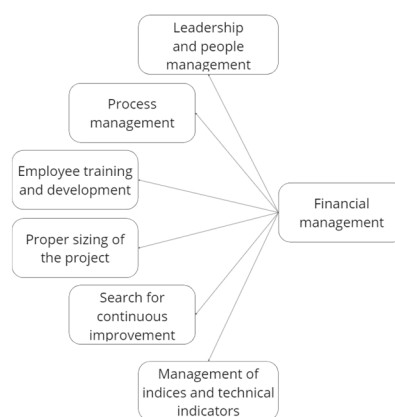 Leadership
and people
management
Process
management
Employee training
and development
Financial
management
Proper sizing of
the project
Search for
continuous
improvement
Management of
indices and technical
indicators